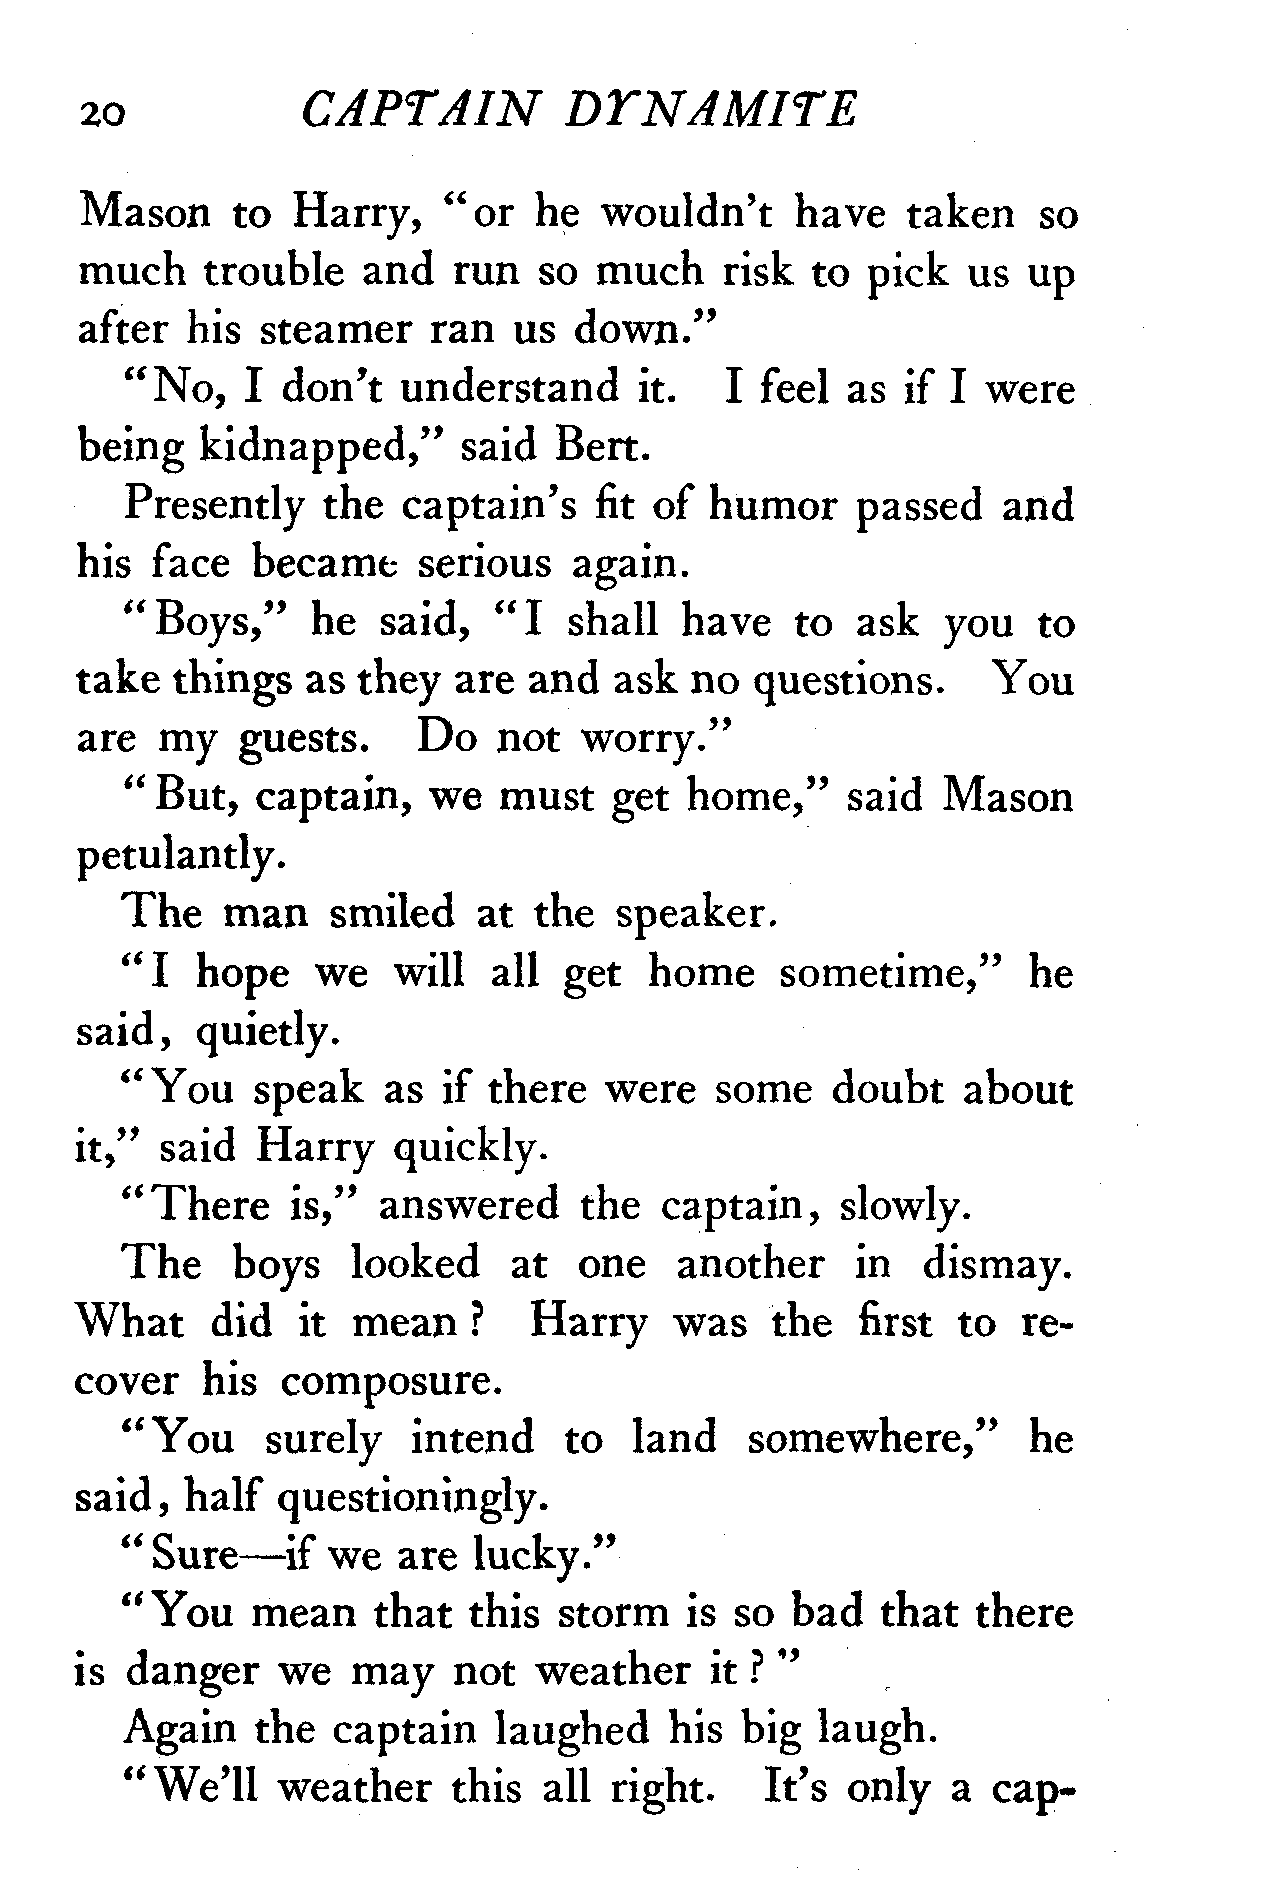 20 CAPTAIN DYNAMITE
Mason to Harry, "or he wouldn't have taken so
much trouble and run so much risk to pick us up
after his steamer ran us down."
"No, I don't understand it. I feel as if I were
being kidnapped," said Bert.
Presently the captain's fit of humor passed and
his face became serious again.
"Boys," he said, "I shall have to ask you to
take things as they are and ask no questions. You
are my guests. Do not worry."
"But, captain, we must get home," said Mason
petulantly.
The man smiled at the speaker.
"I hope we will all get home sometime," he
said, quietly.
"You speak as if there were some doubt about
it," said Harry quickly.
"There is," answered the captain, slowly.
The boys looked at one another in dismay.
What did it mean? Harry was the first to re-
cover his composure.
"You surely intend to land somewhere," he
said, half questioningly.
"Sure—if we are lucky."
"You mean that this storm is so bad that there
is danger we may not weather it?"
Again the captain laughed his big laugh.
"We'll weather this all right. It's only a cap-